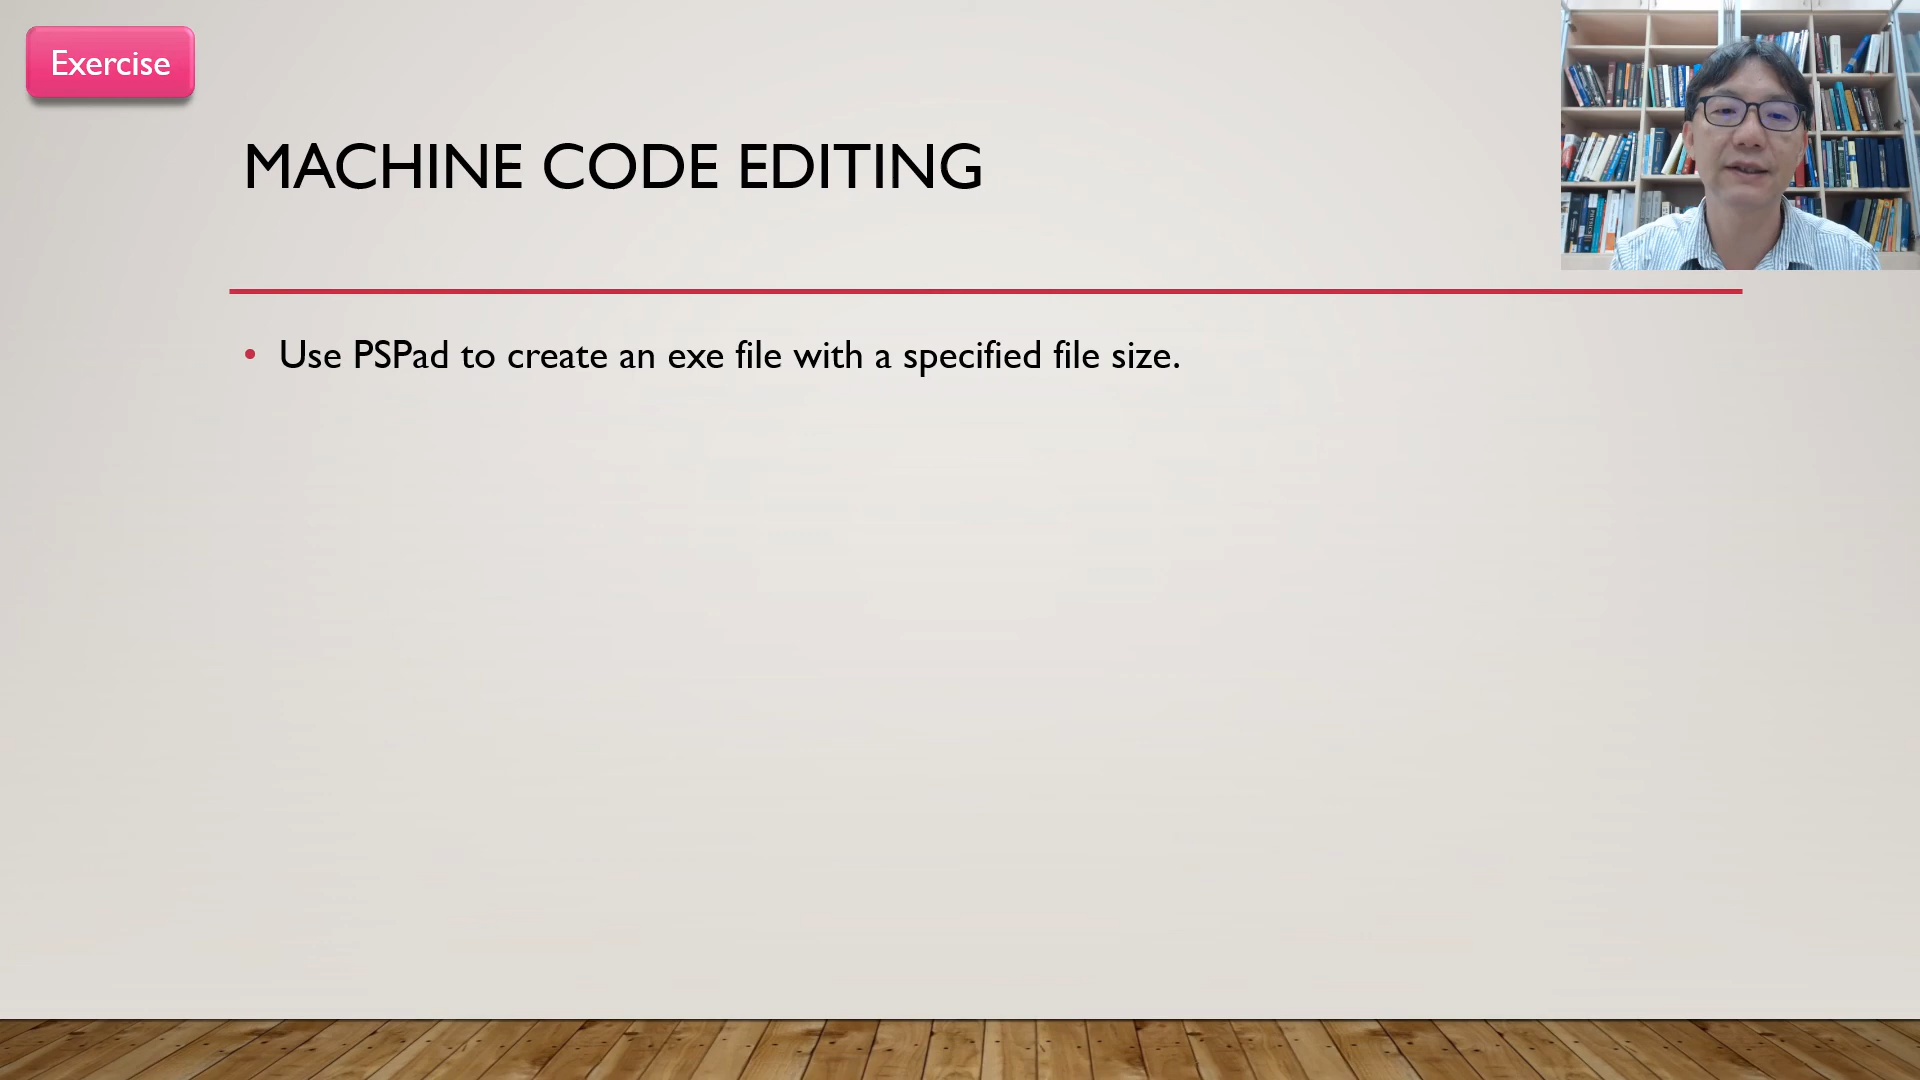 Exercise
MACHINE CODE EDITING
• Use PSPad to create an exe file with a specified file size.